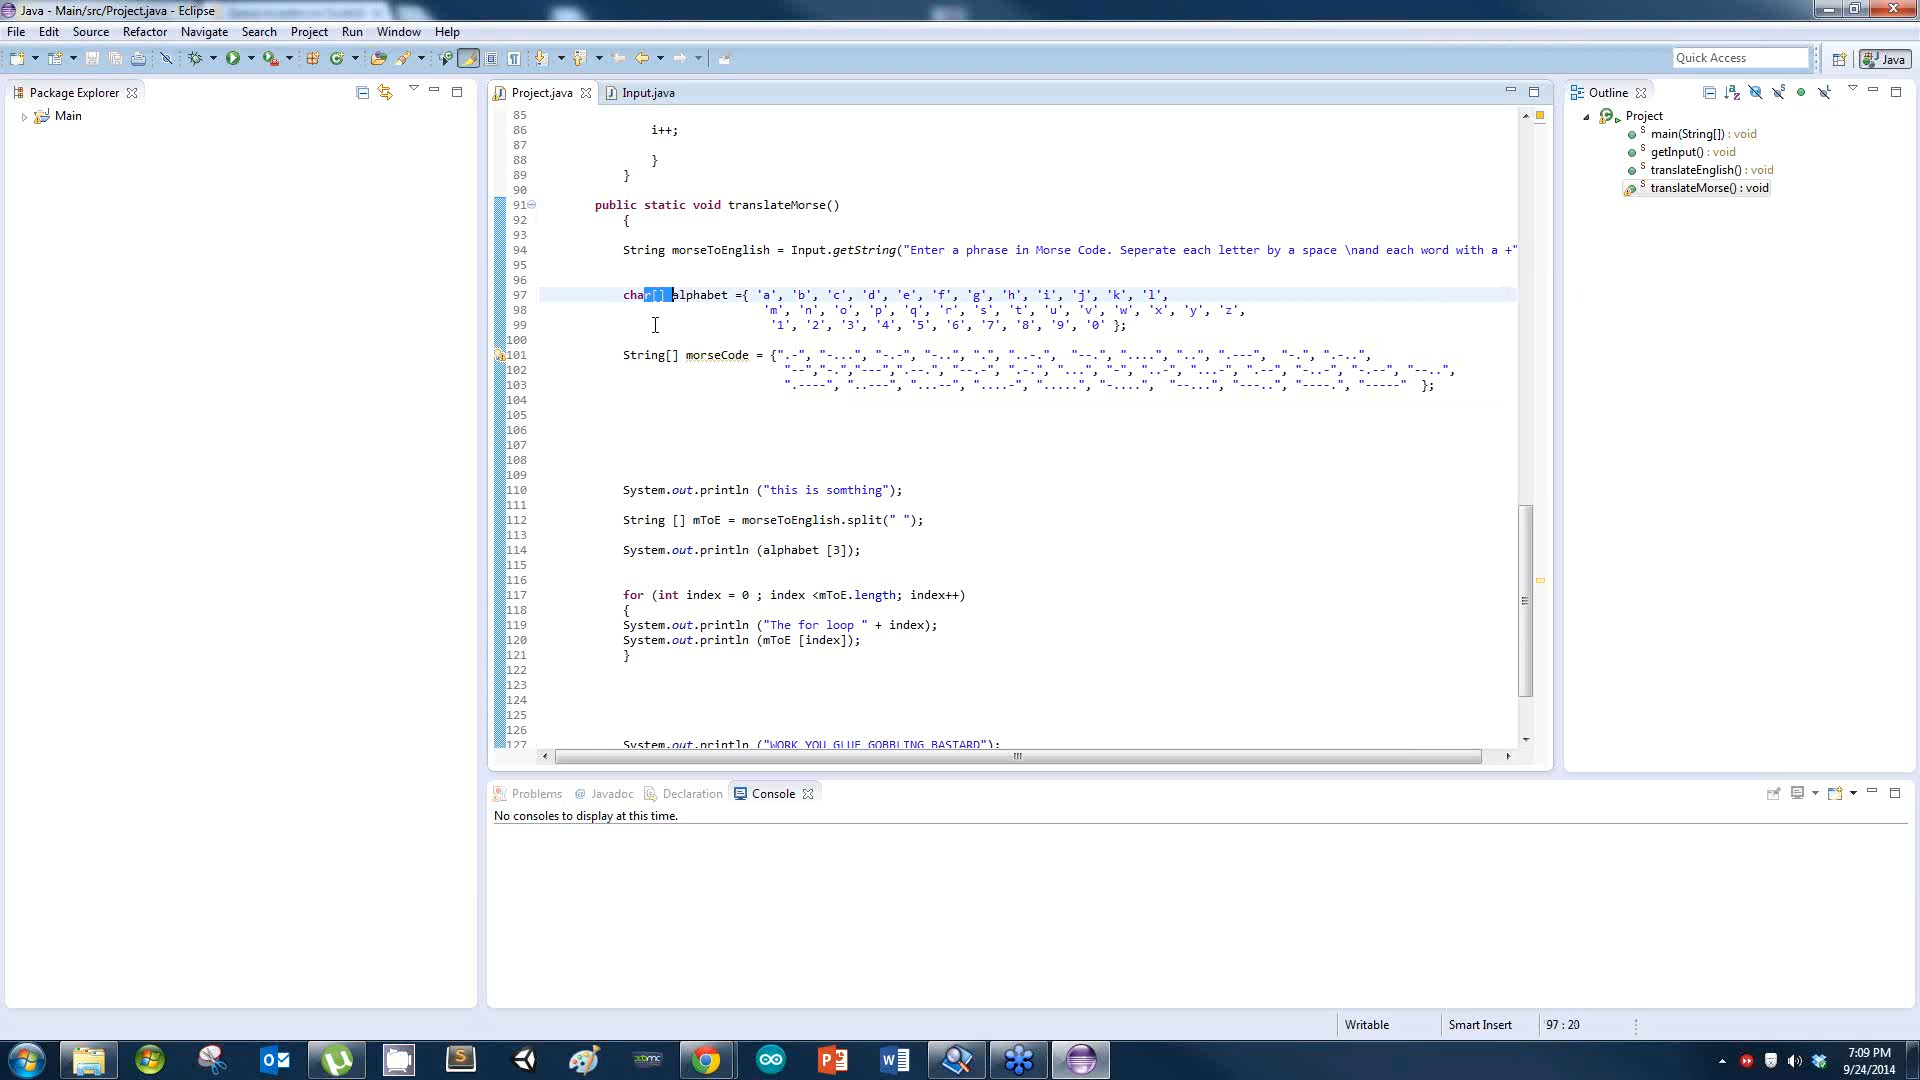 Java - Main/src/Project.java - Eclipse
File Edit Source Refactor Navigate Search Project Run Window Help
Quick Access
Java
Package Explorer
Main
Project.java
Input.java
85
86 i++;
87
88 }
89 }
90
91 public static void translateMorse()
92 {
93
94 String morseToEnglish = Input.getString("Enter a phrase in Morse Code. Seperate each letter by a space \nand each word with a +"
95
96
97 char[] alphabet ={ 'a', 'b', 'c', 'd', 'e', 'f', 'g', 'h', 'i', 'j', 'k', 'l',
98 'm', 'n', 'o', 'p', 'q', 'r', 's', 't', 'u', 'v', 'w', 'x', 'y', 'z',
99 '1', '2', '3', '4', '5', '6', '7', '8', '9', '0' };
100
101 String[] morseCode = {".-", "-...", "-.-", "-..", ".", "..-.", "--.", "....", "..", ".---", "-.", ".-..",
102 "--","-.","---",".--.", "--.-", ".-.", "...", "-", "..-", "...-", ".--", "-..-", "-.--", "--..",
103 ".----", "..---", "...--", "....-", ".....", "-....", "--...", "---..", "----.", "-----" };
104
105
106
107
108
109
110 System.out.println ("this is somthing");
111
112 String [] mToE = morseToEnglish.split(" ");
113
114 System.out.println (alphabet [3]);
115
116
117 for (int index = 0 ; index <mToE.length; index++)
118 {
119 System.out.println ("The for loop " + index);
120 System.out.println (mToE [index]);
121 }
122
123
124
125
126
127 System.out.println ("WORK YOU GLUE GOBBLING BASTARD");
Outline
Project
main(String[]) : void
getInput() : void
translateEnglish() : void
translateMorse() : void
Problems @ Javadoc Declaration Console
No consoles to display at this time.
Writable Smart Insert 97 : 20
7:09 PM
9/24/2014